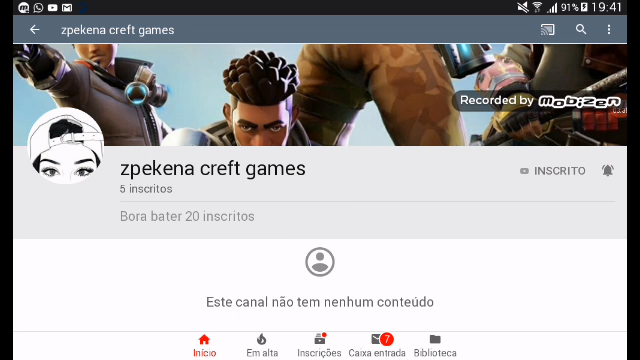 91% 19:41
zpekena creft games
Recorded by MOBIZEN
zpekena creft games
INSCRITO
5 inscritos
Bora bater 20 inscritos
Este canal não tem nenhum conteúdo
7
Início Em alta Inscrições Caixa entrada Biblioteca